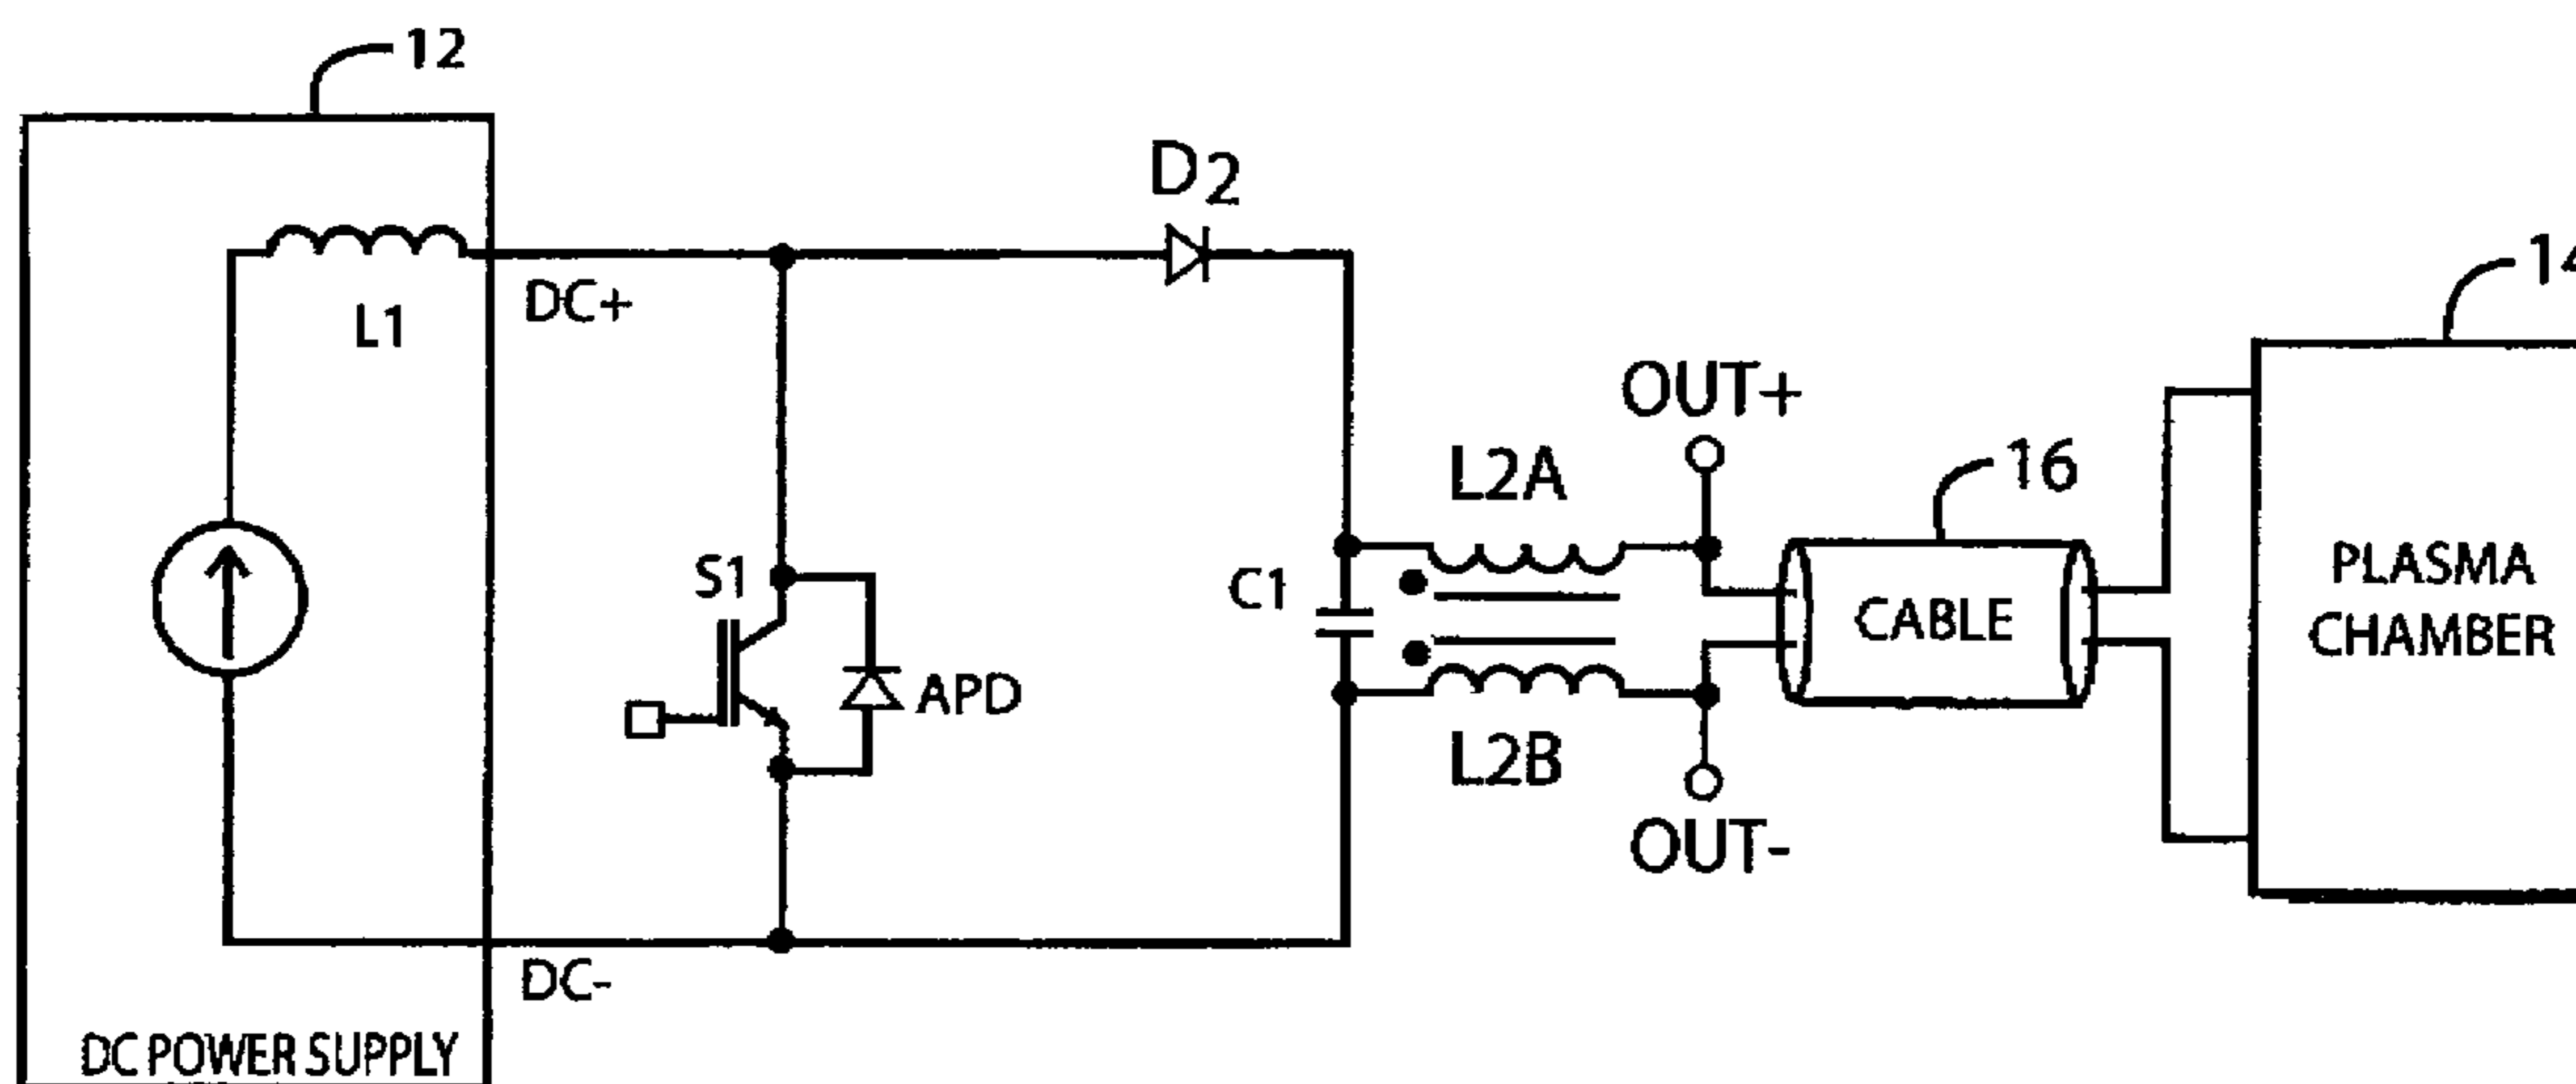 12
D2
L1
DC+
14
OUT+
L2A
16
S1
C1
CABLE
PLASMA
CHAMBER
APD
L2B
OUT-
DC-
DC POWER SUPPLY